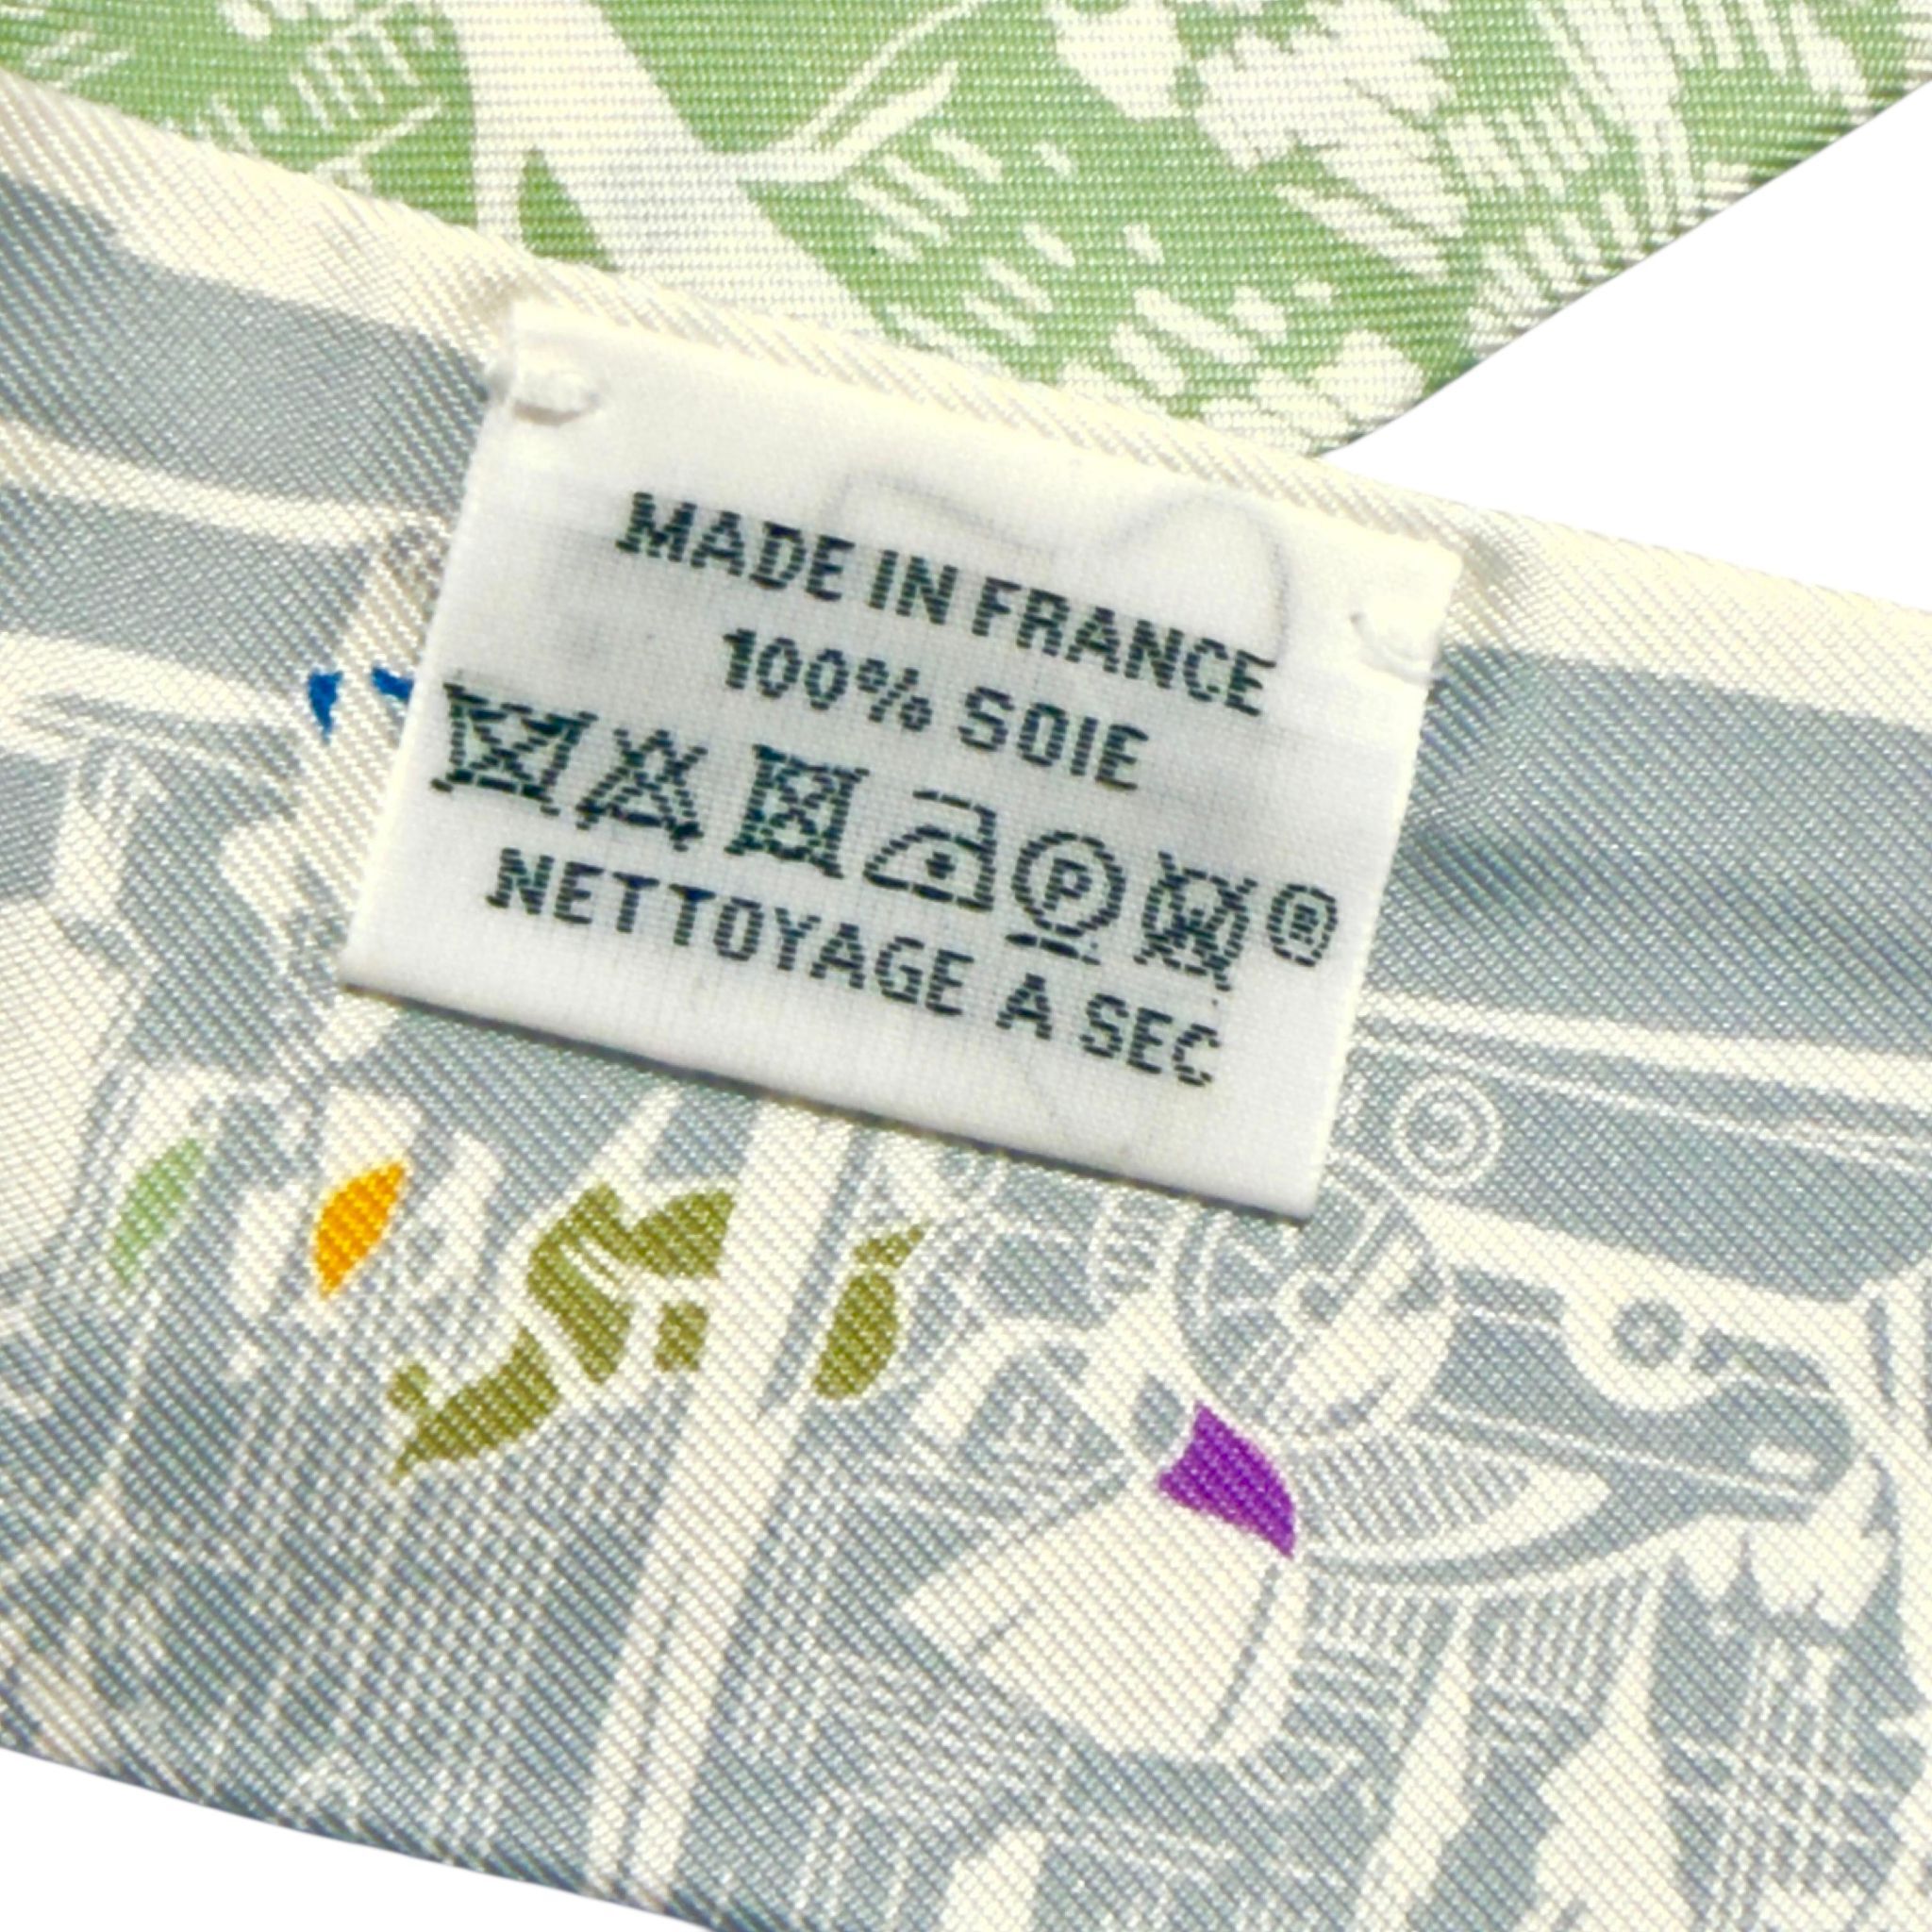 MADE IN FRANCE
100% SOIE
P W ®
NETTOYAGE A SEC